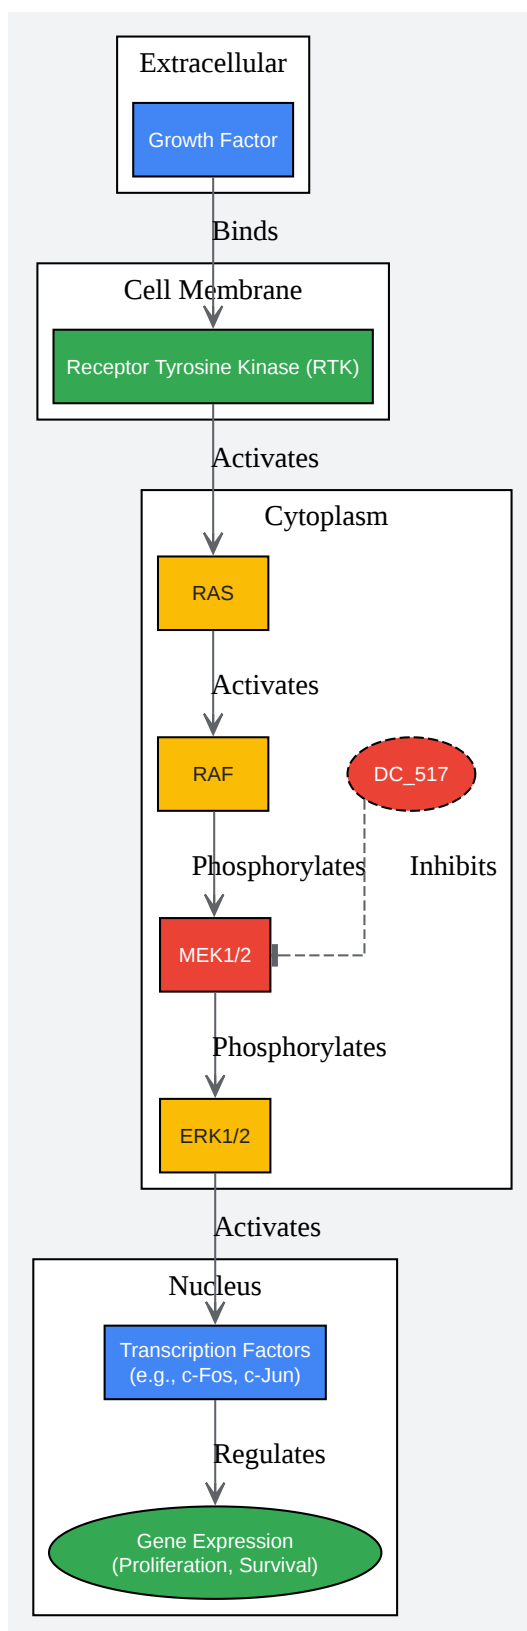 Extracellular
Growth Factor
Binds
Cell Membrane
Receptor Tyrosine Kinase (RTK)
Activates
Cytoplasm
RAS
Activates
RAF
DC_517
Phosphorylates
Inhibits
MEK1/2
Phosphorylates
ERK1/2
Activates
Nucleus
Transcription Factors
(e.g., c-Fos, c-Jun)
Regulates
Gene Expression
(Proliferation, Survival)